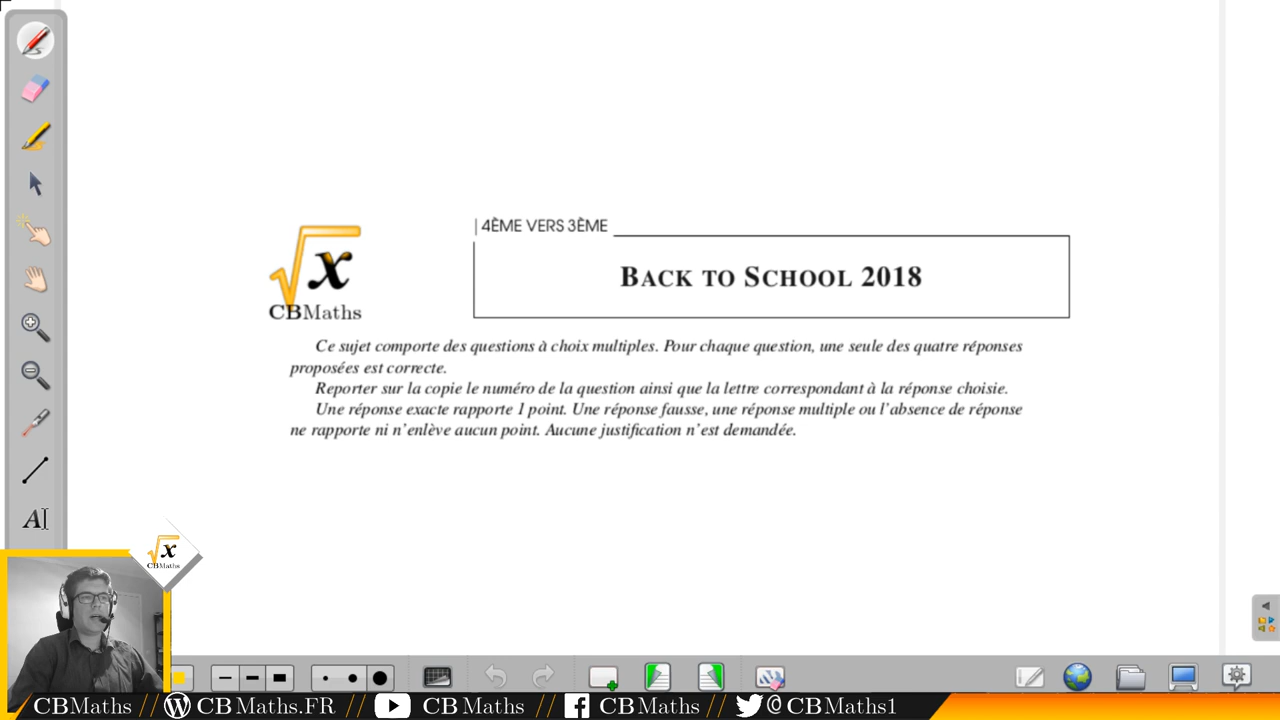 4ÈME VERS 3ÈME
BACK TO SCHOOL 2018
x
CBMaths
Ce sujet comporte des questions à choix multiples. Pour chaque question, une seule des quatre réponses
proposées est correcte.
Reporter sur la copie le numéro de la question ainsi que la lettre correspondant à la réponse choisie.
Une réponse exacte rapporte 1 point. Une réponse fausse, une réponse multiple ou l'absence de réponse
ne rapporte ni n'enlève aucun point. Aucune justification n'est demandée.
A
x
CBMaths
CBMaths // CBMaths.FR // CBMaths // CBMaths // @CBMaths1